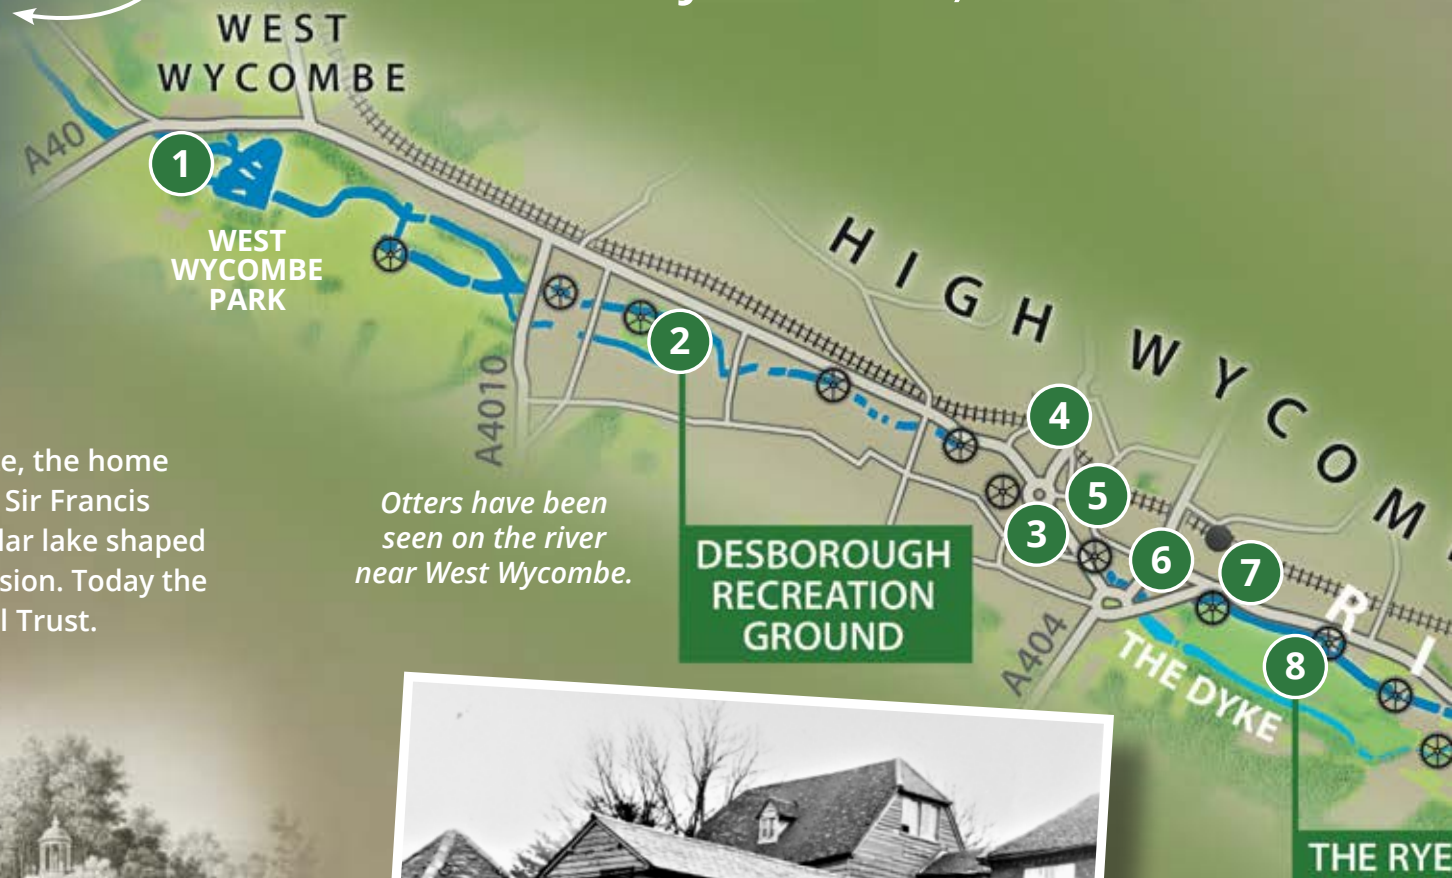 WEST
WYCOMBE
A40
1
WEST
WYCOMBE
PARK
HIGH WYCOM
2
A4010
4
5
3
6
7
e, the home
Sir Francis
lar lake shaped
sion. Today the
l Trust.
Otters have been
seen on the river
near West Wycombe.
DESBOROUGH
RECREATION
GROUND
R I
A404
THE DYKE
8
THE RYE